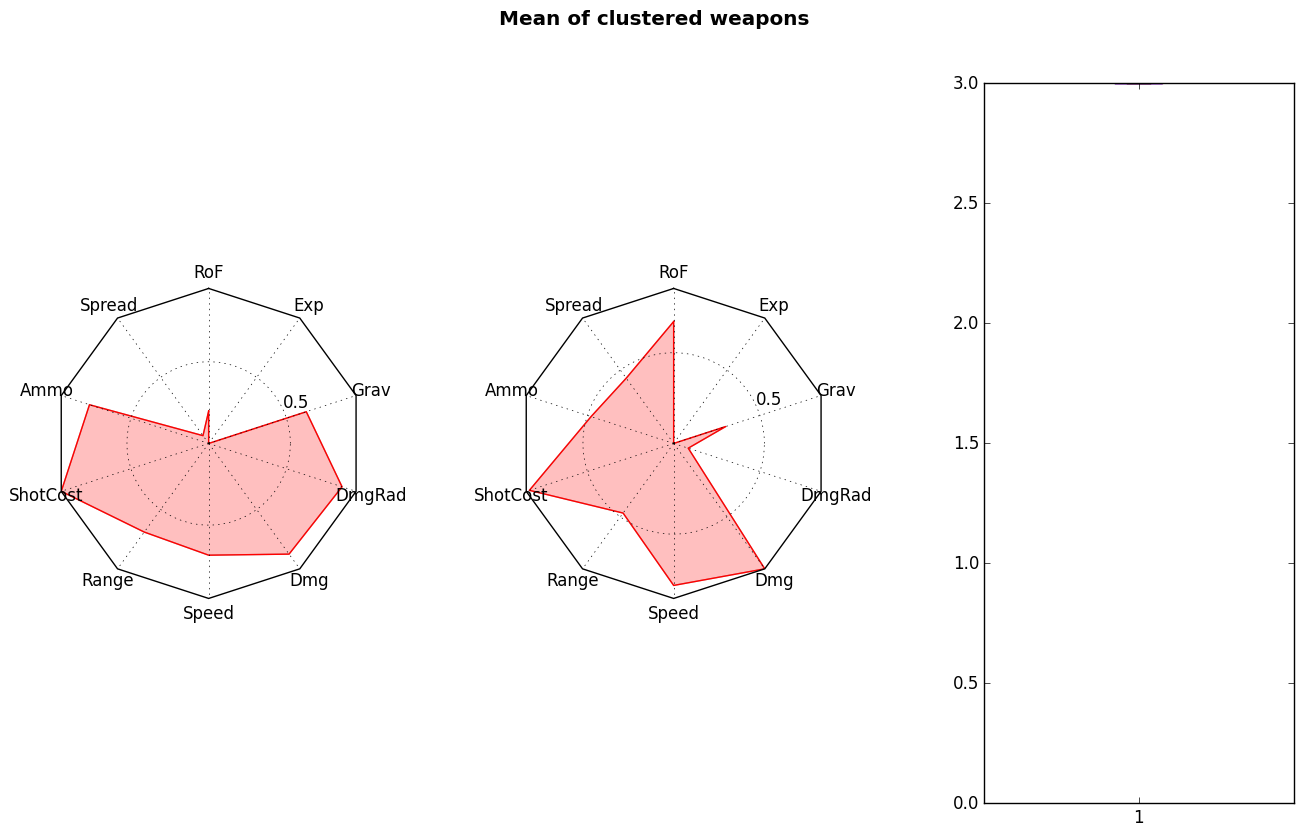 Mean of clustered weapons
RoF
Exp
Grav
DmgRad
Dmg
Speed
Range
ShotCost
Ammo
Spread
0.5
RoF
Exp
Grav
DmgRad
Dmg
Speed
Range
ShotCost
Ammo
Spread
0.5
3.0
2.5
2.0
1.5
1.0
0.5
0.0
1